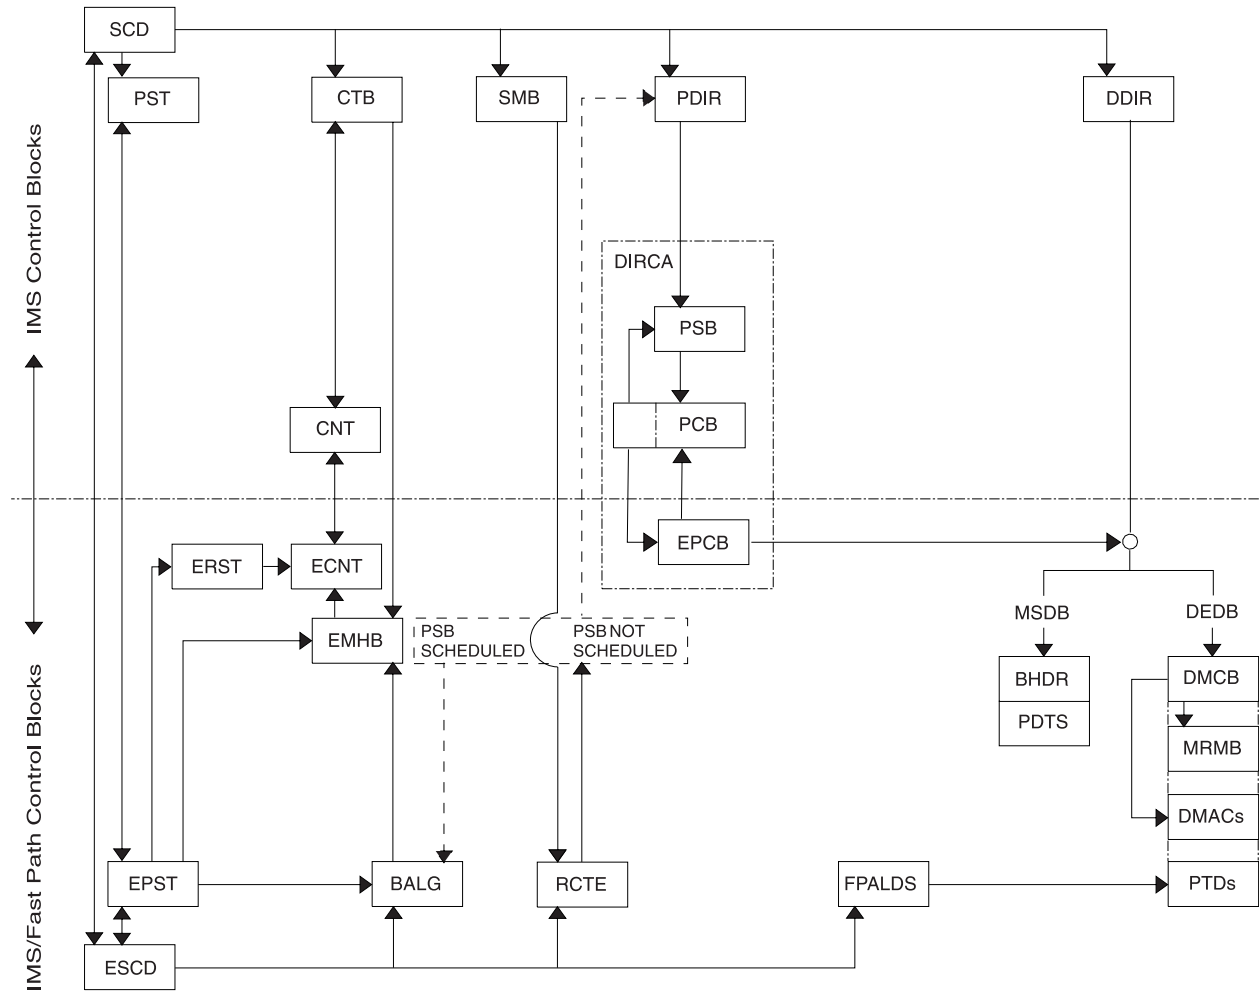 SCD
PST
CTB
SMB
PDIR
DDIR
IMS Control Blocks
DIRCA
PSB
PCB
CNT
EPCB
ERST
ECNT
MSDB
DEDB
EMHB
PSB
SCHEDULED
PSB NOT
SCHEDULED
BHDR
DMCB
PDTS
MRMB
DMACs
IMS/Fast Path Control Blocks
EPST
BALG
RCTE
FPALDS
PTDs
ESCD